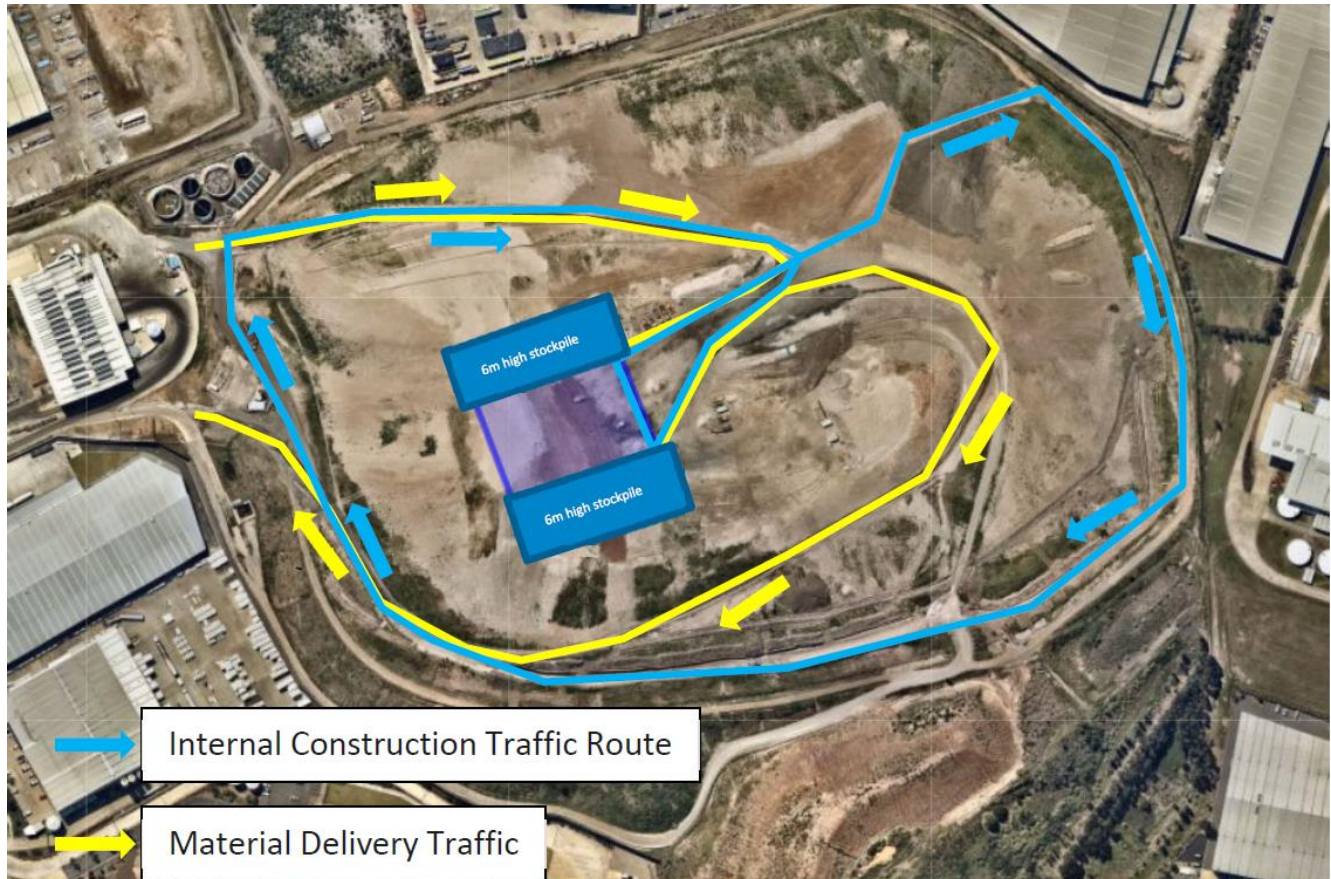 6m high stockpile
6m high stockpile
Internal Construction Traffic Route
Material Delivery Traffic